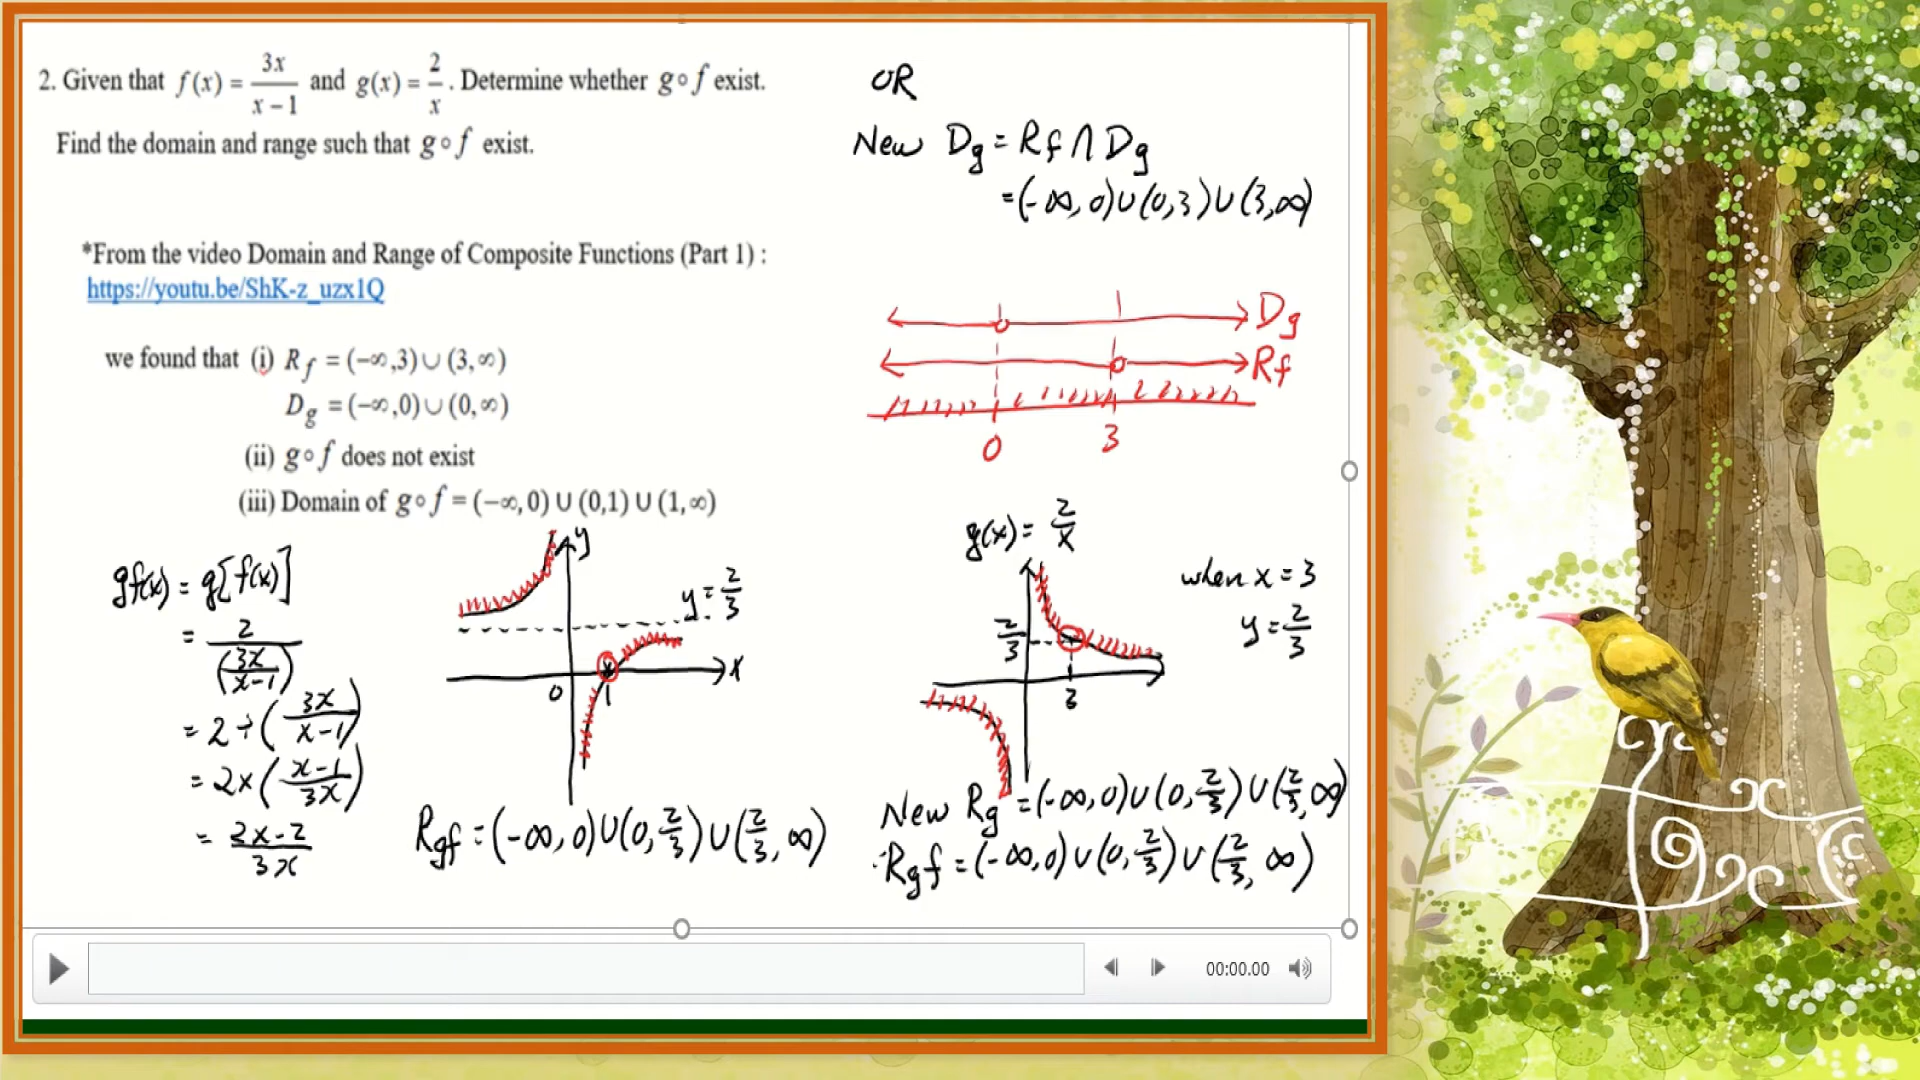 2. Given that f(x) = 3x/(x − 1) and g(x) = 2/x. Determine whether g∘f exist.
Find the domain and range such that g∘f exist.
*From the video Domain and Range of Composite Functions (Part 1) :
https://youtu.be/ShK-z_uzx1Q
we found that (i) R_f = (−∞,3)∪(3,∞)
D_g = (−∞,0)∪(0,∞)
(ii) g∘f does not exist
(iii) Domain of g∘f = (−∞,0) ∪ (0,1) ∪ (1,∞)
gf(x) = g[f(x)]
= 2/(3x/(x-1))
= 2 ÷ (3x/(x-1))
= 2 × (x-1/3x)
= 2x-2/3x
y
y = 2/3
x
0
1
Rgf = (-∞, 0)∪(0, 2/3)∪(2/3, ∞)
OR
New Dg = Rf ∩ Dg
= (-∞, 0)∪(0,3)∪(3,∞)
Dg
Rf
0 3
g(x) = 2/x
when x = 3
y = 2/3
2/3
3
New Rg = (-∞, 0)∪(0, 2/3)∪(2/3, ∞)
∴ Rgf = (-∞, 0)∪(0, 2/3)∪(2/3, ∞)
00:00.00